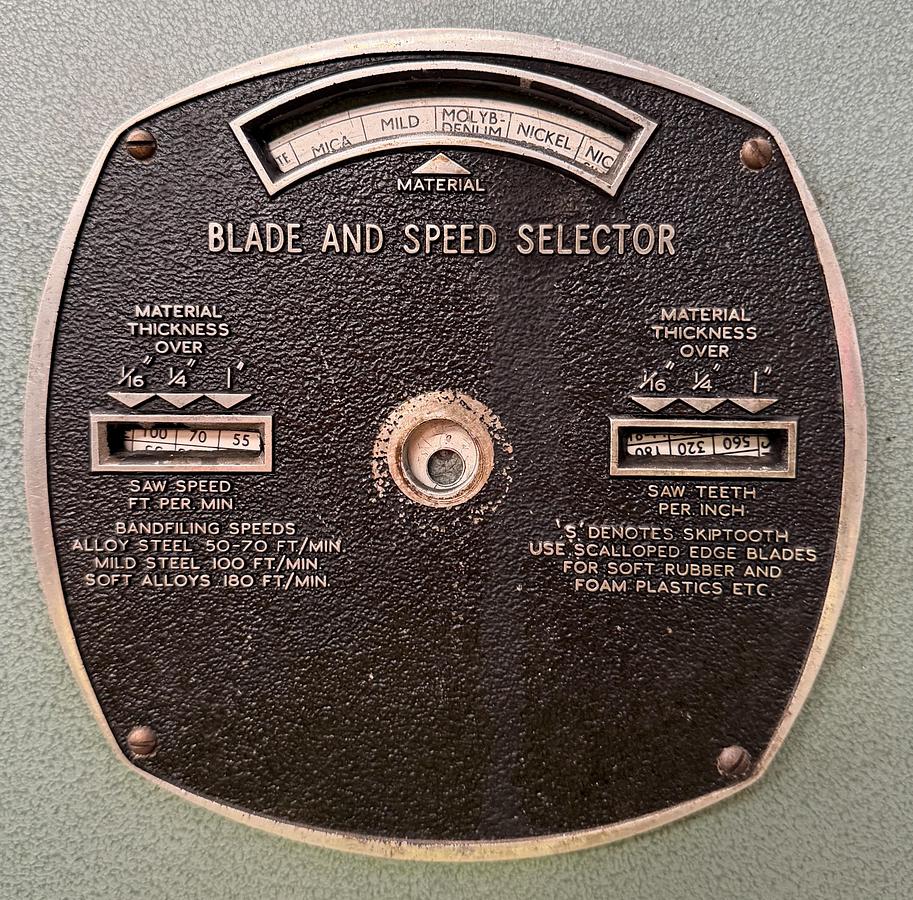 TE MICA MILD MOLYB- NICKEL NIC
DENUM
MATERIAL
BLADE AND SPEED SELECTOR
MATERIAL
THICKNESS
OVER
1/16" 1/4" 1"
100 70 55
SAW SPEED
FT. PER. MIN.
BANDFILING SPEEDS
ALLOY STEEL 50-70 FT/MIN.
MILD STEEL 100 FT./MIN.
SOFT ALLOYS 180 FT/MIN.
MATERIAL
THICKNESS
OVER
1/16" 1/4" 1"
180 320 560
SAW TEETH
PER. INCH.
'S' DENOTES SKIPTOOTH
USE SCALLOPED EDGE BLADES
FOR SOFT RUBBER AND
FOAM PLASTICS ETC.